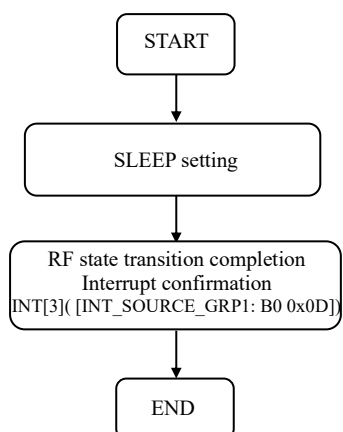 START
SLEEP setting
RF state transition completion
Interrupt confirmation
INT[3]( [INT_SOURCE_GRP1: B0 0x0D])
END